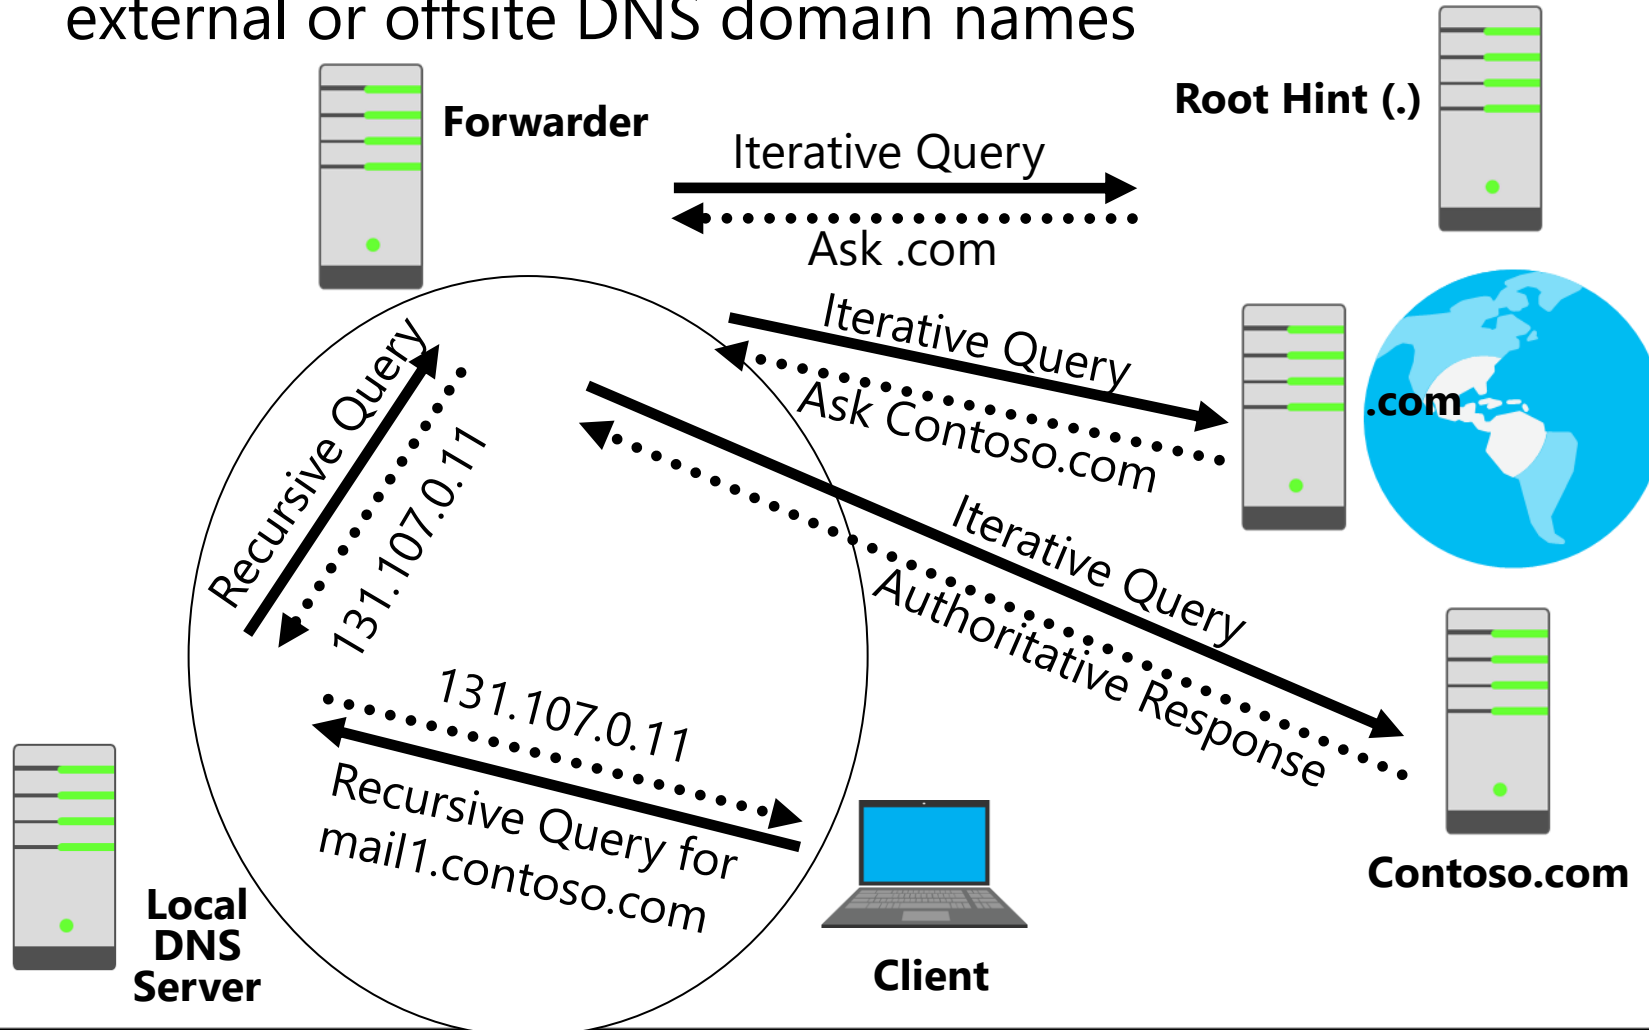 external or offsite DNS domain names
Forwarder
Root Hint (.)
Iterative Query
Ask .com
Iterative Query
Ask Contoso.com
.com
Recursive Query
131.107.0.11
Iterative Query
Authoritative Response
131.107.0.11
Recursive Query for
mail1.contoso.com
Contoso.com
Local
DNS
Server
Client